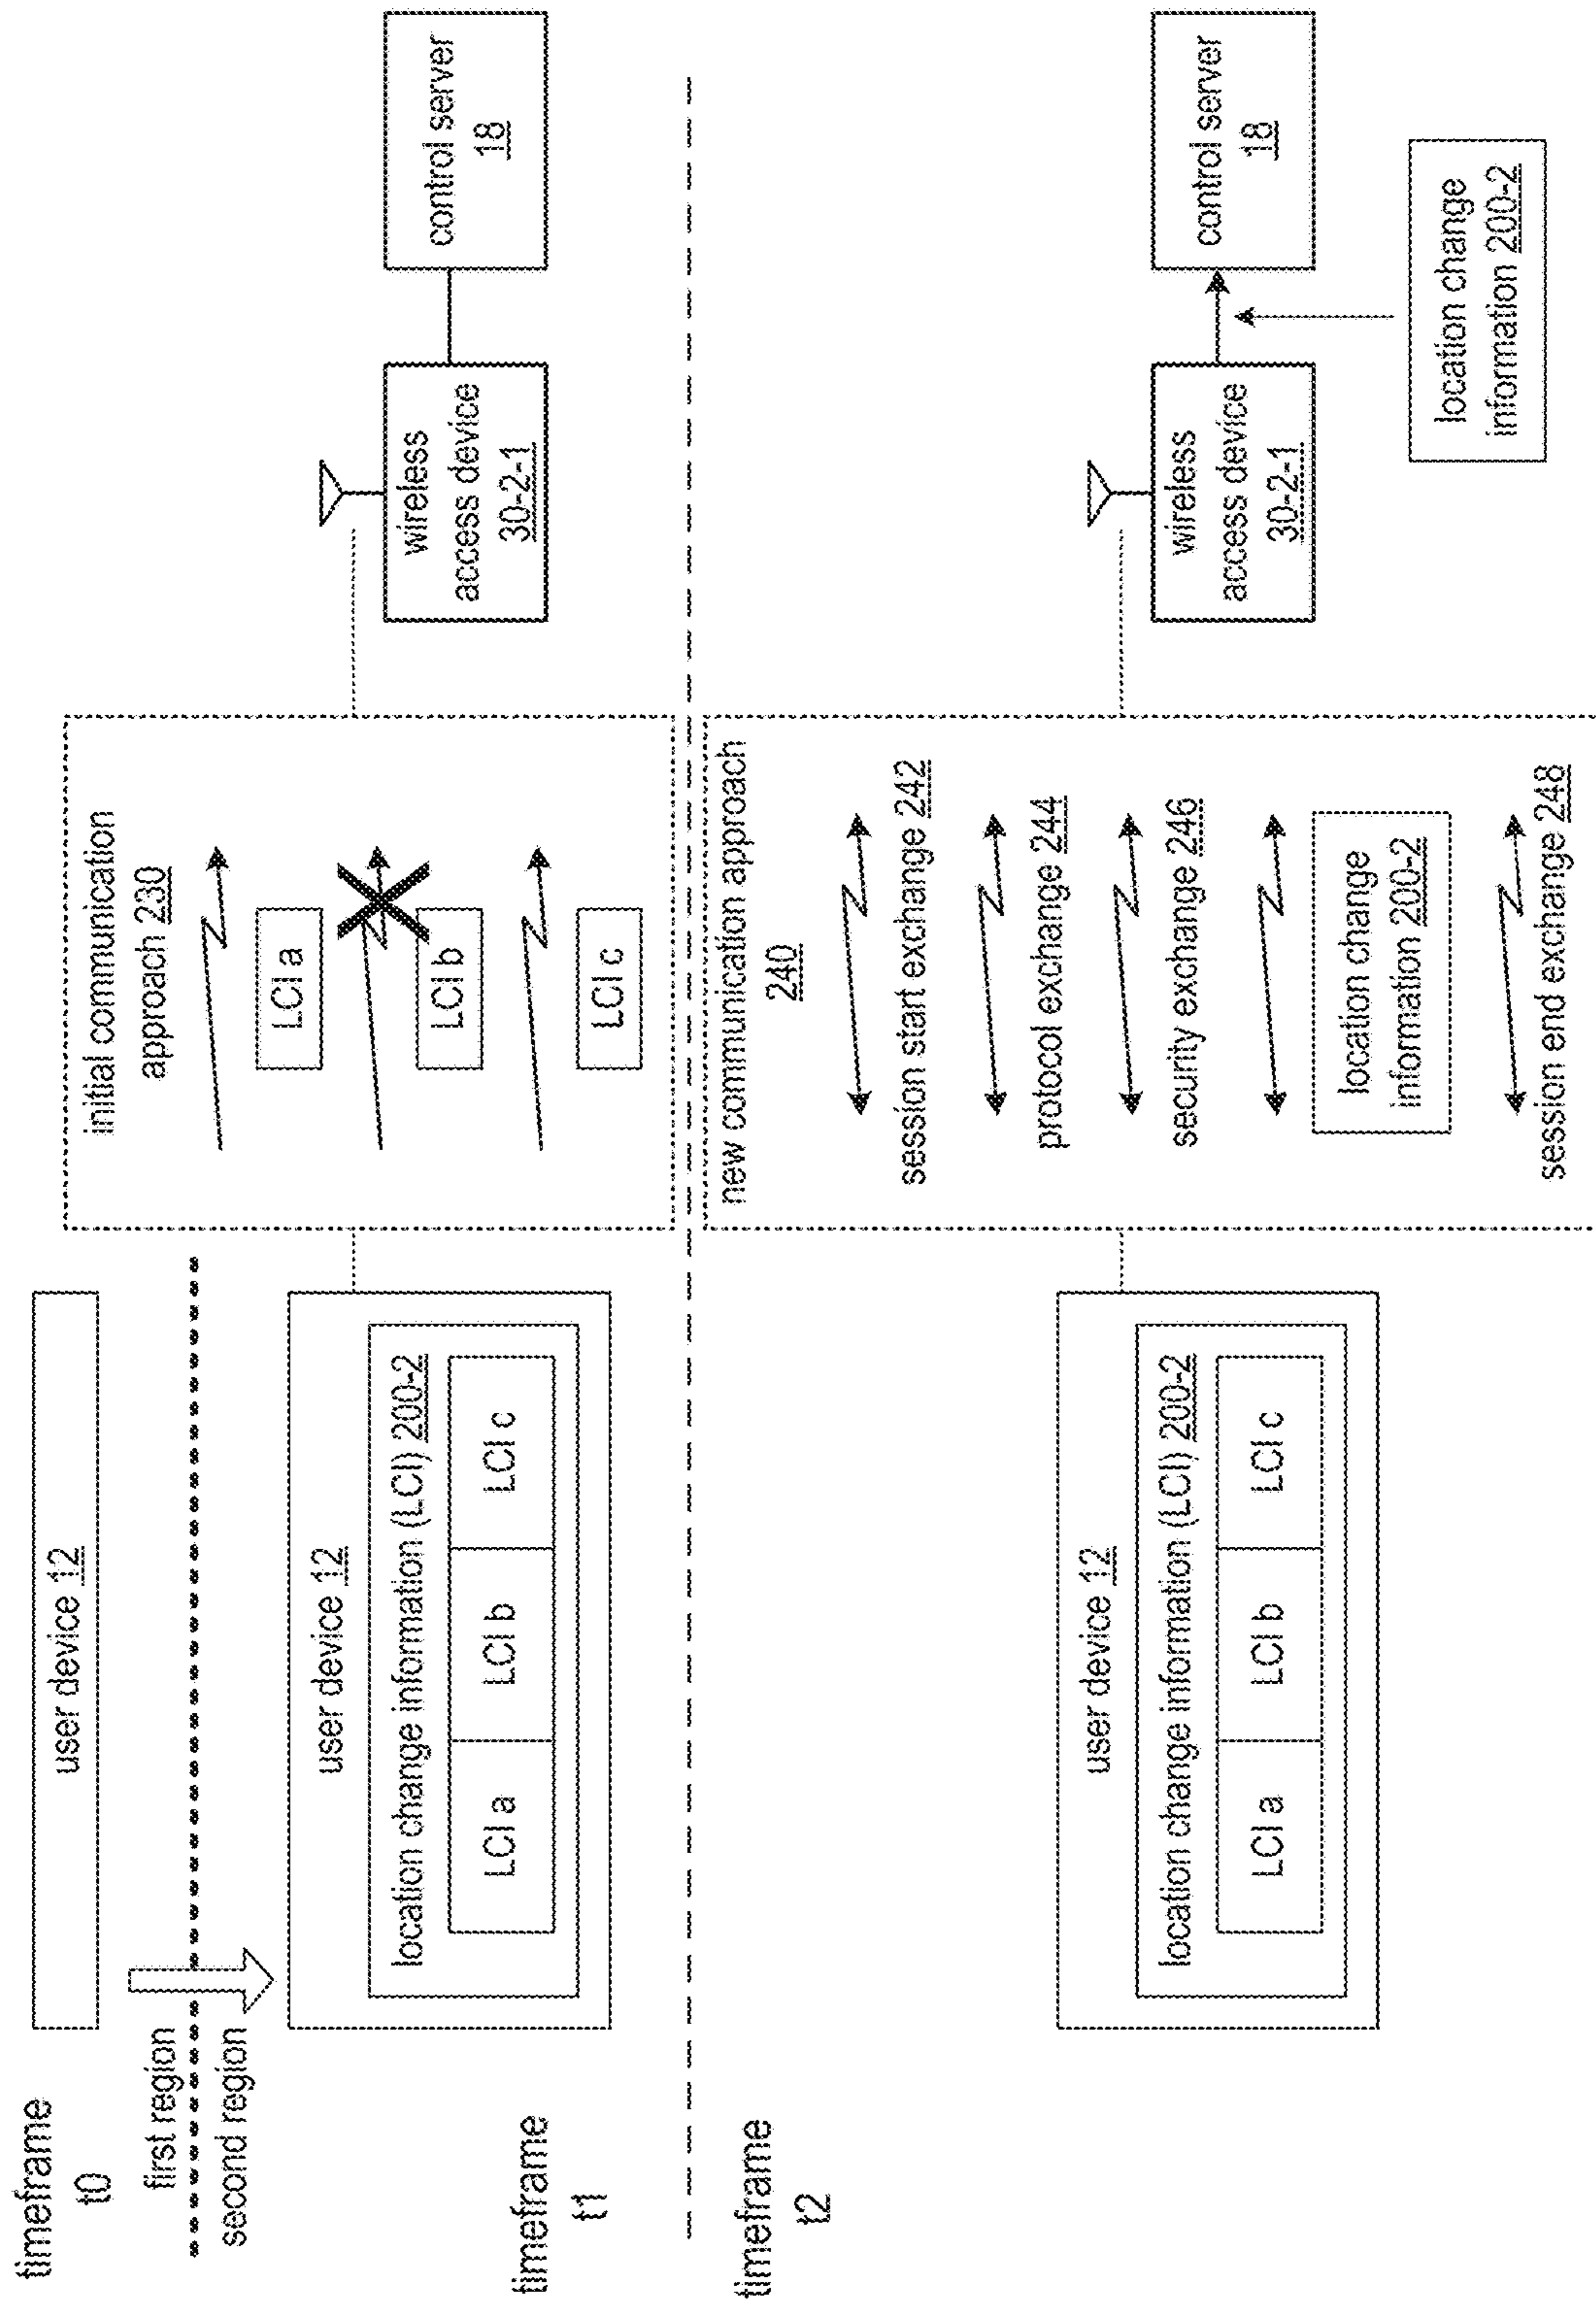 timeframe
t0
user device 12
first region
second region
timeframe
t1
user device 12
location change information (LCI) 200-2
LCI a
LCI b
LCI c
initial communication
approach 230
LCI a
LCI b
LCI c
wireless
access device
30-2-1
control server
18
timeframe
t2
user device 12
location change information (LCI) 200-2
LCI a
LCI b
LCI c
new communication approach
240
session start exchange 242
protocol exchange 244
security exchange 246
location change
information 200-2
session end exchange 248
wireless
access device
30-2-1
control server
18
location change
information 200-2